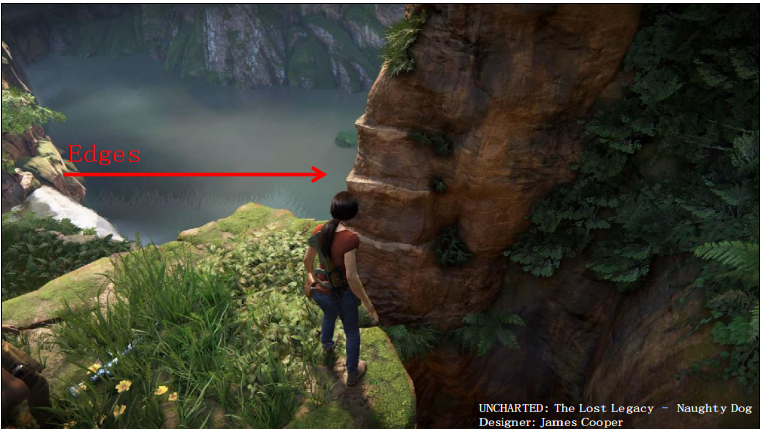 Edges
UNCHARTED: The Lost Legacy - Naughty Dog
Designer: James Cooper